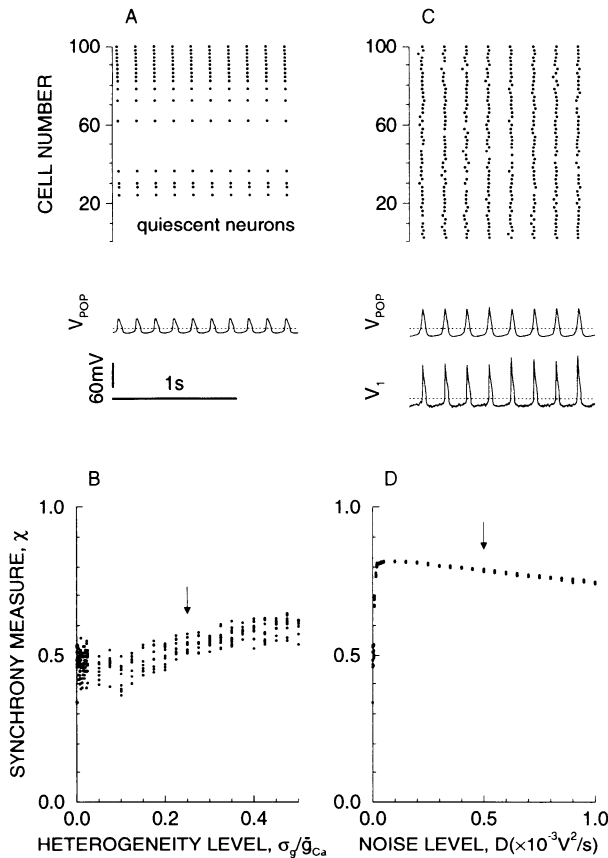 A
C
CELL NUMBER
100
60
20
quiescent neurons
100
60
20
V_POP
60mV
1s
V_POP
V_1
B
D
SYNCHRONY MEASURE, χ
1.0
0.5
0.0
0.0
0.2
0.4
HETEROGENEITY LEVEL, σ_g/ḡ_Ca
1.0
0.5
0.0
0.0
0.5
1.0
NOISE LEVEL, D(×10⁻³V²/s)